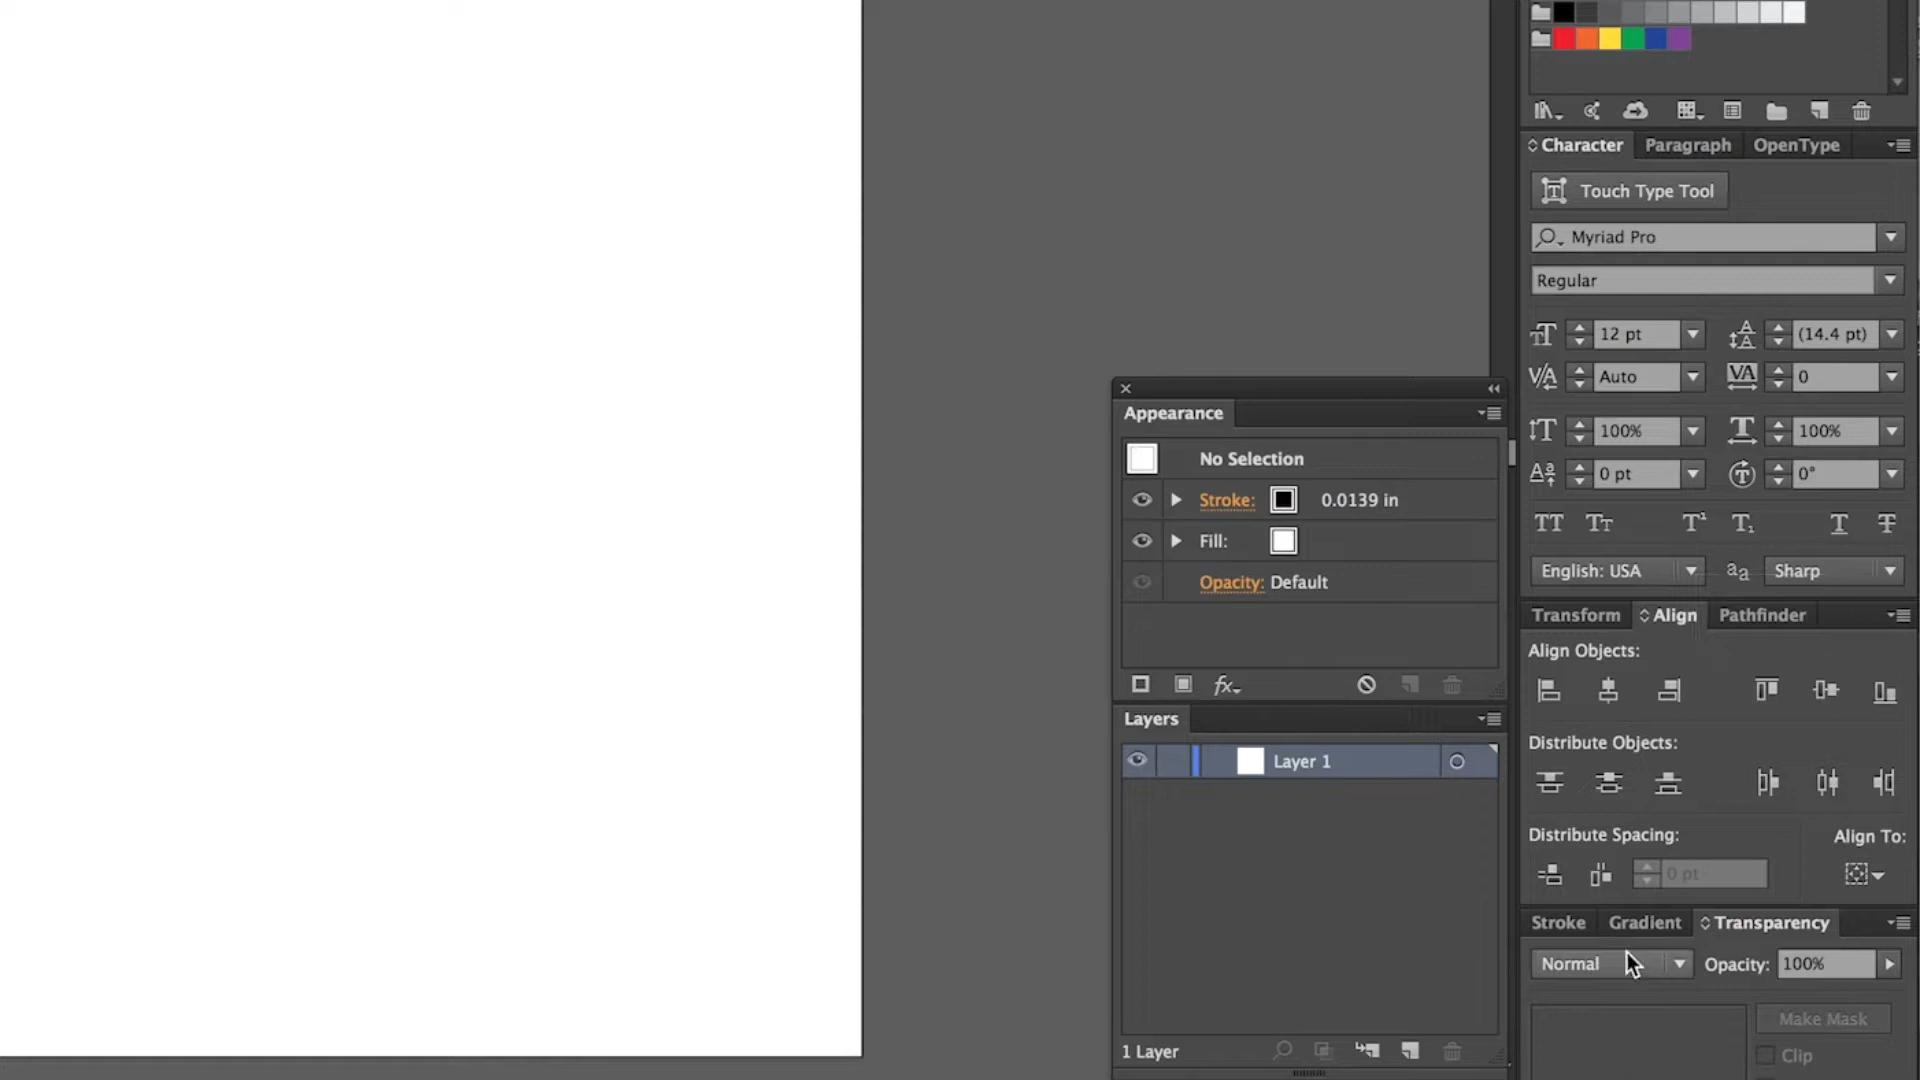 Character Paragraph OpenType
Touch Type Tool
Myriad Pro
Regular
12 pt (14.4 pt)
Auto 0
100% 100%
0 pt 0°
English: USA Sharp
Transform Align Pathfinder
Align Objects:
Distribute Objects:
Distribute Spacing: Align To:
0 pt
Stroke Gradient Transparency
Normal Opacity: 100%
Make Mask
Clip
Appearance
No Selection
Stroke: 0.0139 in
Fill:
Opacity: Default
fx
Layers
Layer 1
1 Layer